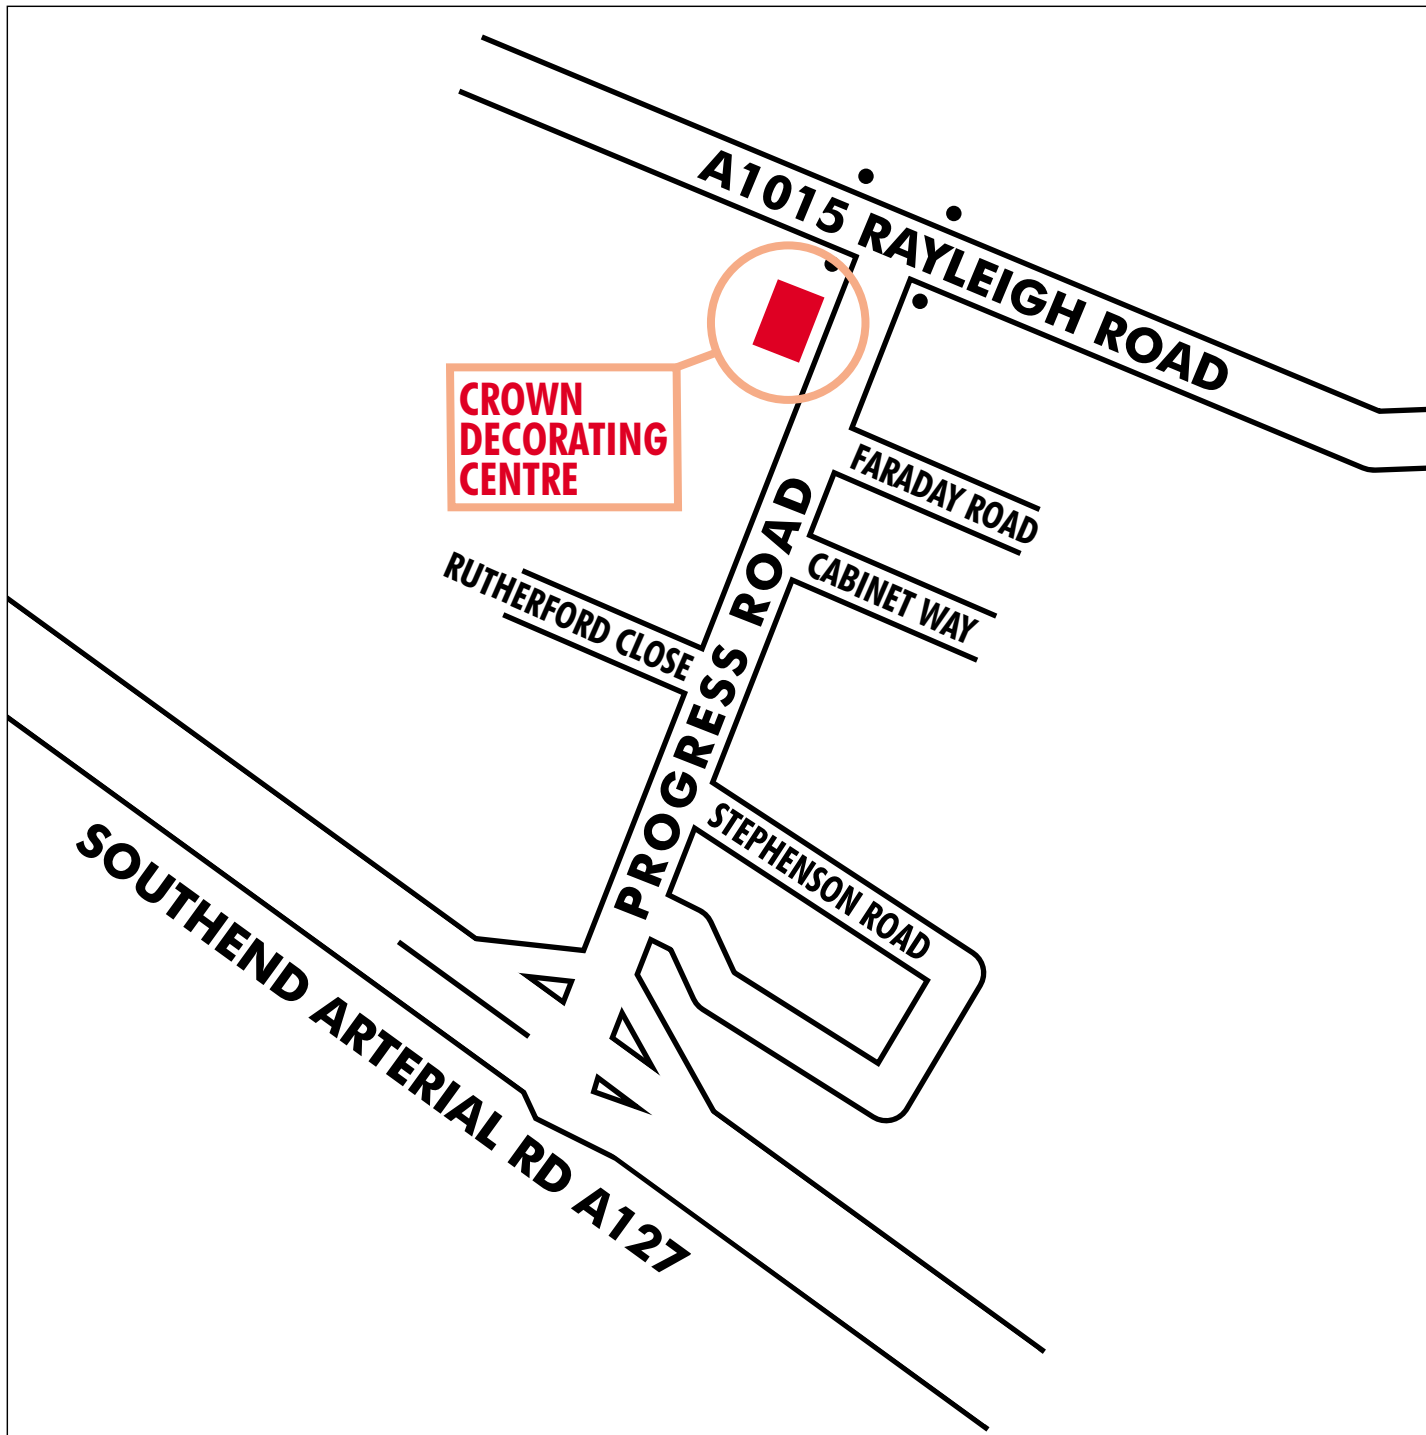 A1015 RAYLEIGH ROAD
CROWN
DECORATING
CENTRE
FARADAY ROAD
CABINET WAY
RUTHERFORD CLOSE
PROGRESS ROAD
STEPHENSON ROAD
SOUTHEND ARTERIAL RD A127